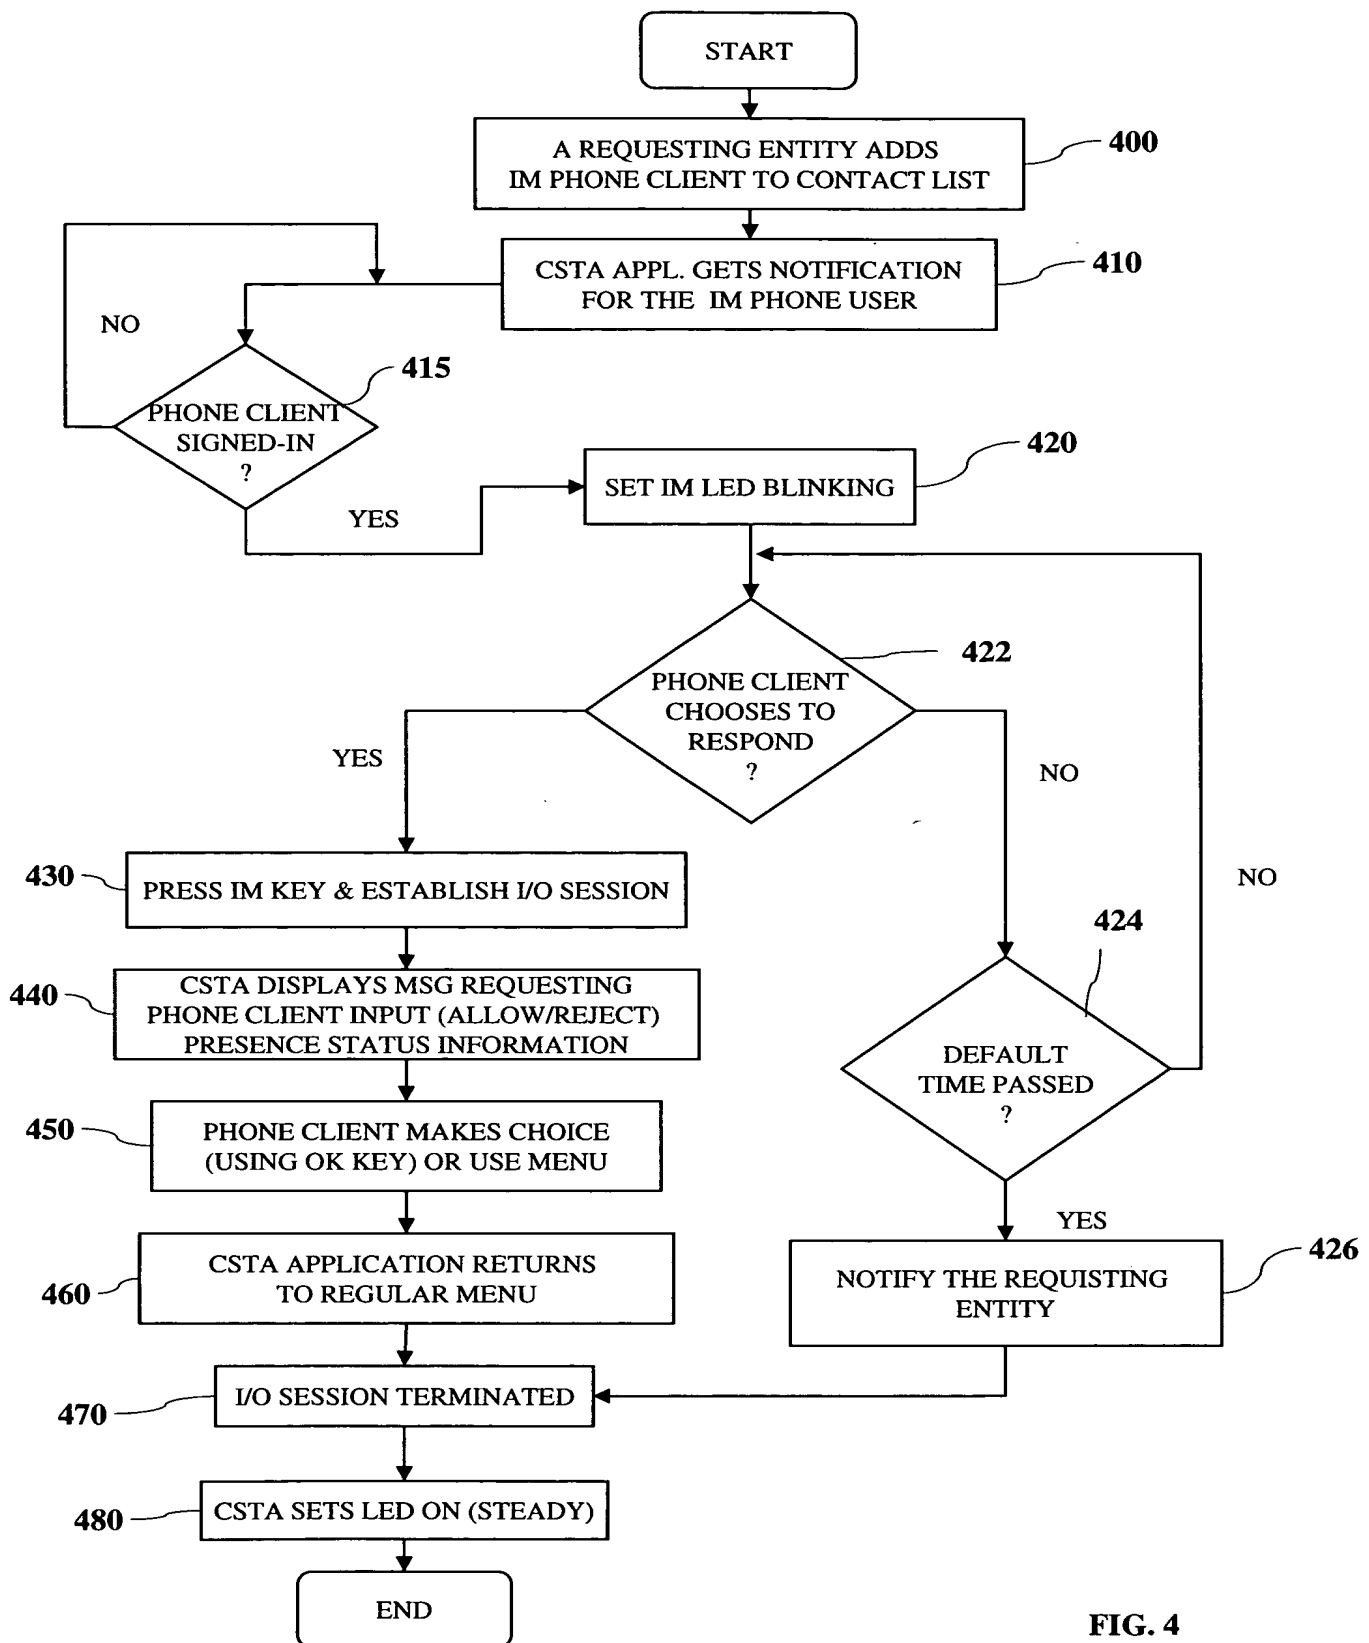 START
A REQUESTING ENTITY ADDS
IM PHONE CLIENT TO CONTACT LIST
400
CSTA APPL. GETS NOTIFICATION
FOR THE IM PHONE USER
410
NO
415
PHONE CLIENT
SIGNED-IN
?
YES
SET IM LED BLINKING
420
422
PHONE CLIENT
CHOOSES TO
RESPOND
?
YES
NO
NO
430
PRESS IM KEY & ESTABLISH I/O SESSION
424
440
CSTA DISPLAYS MSG REQUESTING
PHONE CLIENT INPUT (ALLOW/REJECT)
PRESENCE STATUS INFORMATION
DEFAULT
TIME PASSED
?
450
PHONE CLIENT MAKES CHOICE
(USING OK KEY) OR USE MENU
YES
460
CSTA APPLICATION RETURNS
TO REGULAR MENU
NOTIFY THE REQUISTING
ENTITY
426
470
I/O SESSION TERMINATED
480
CSTA SETS LED ON (STEADY)
END
FIG. 4